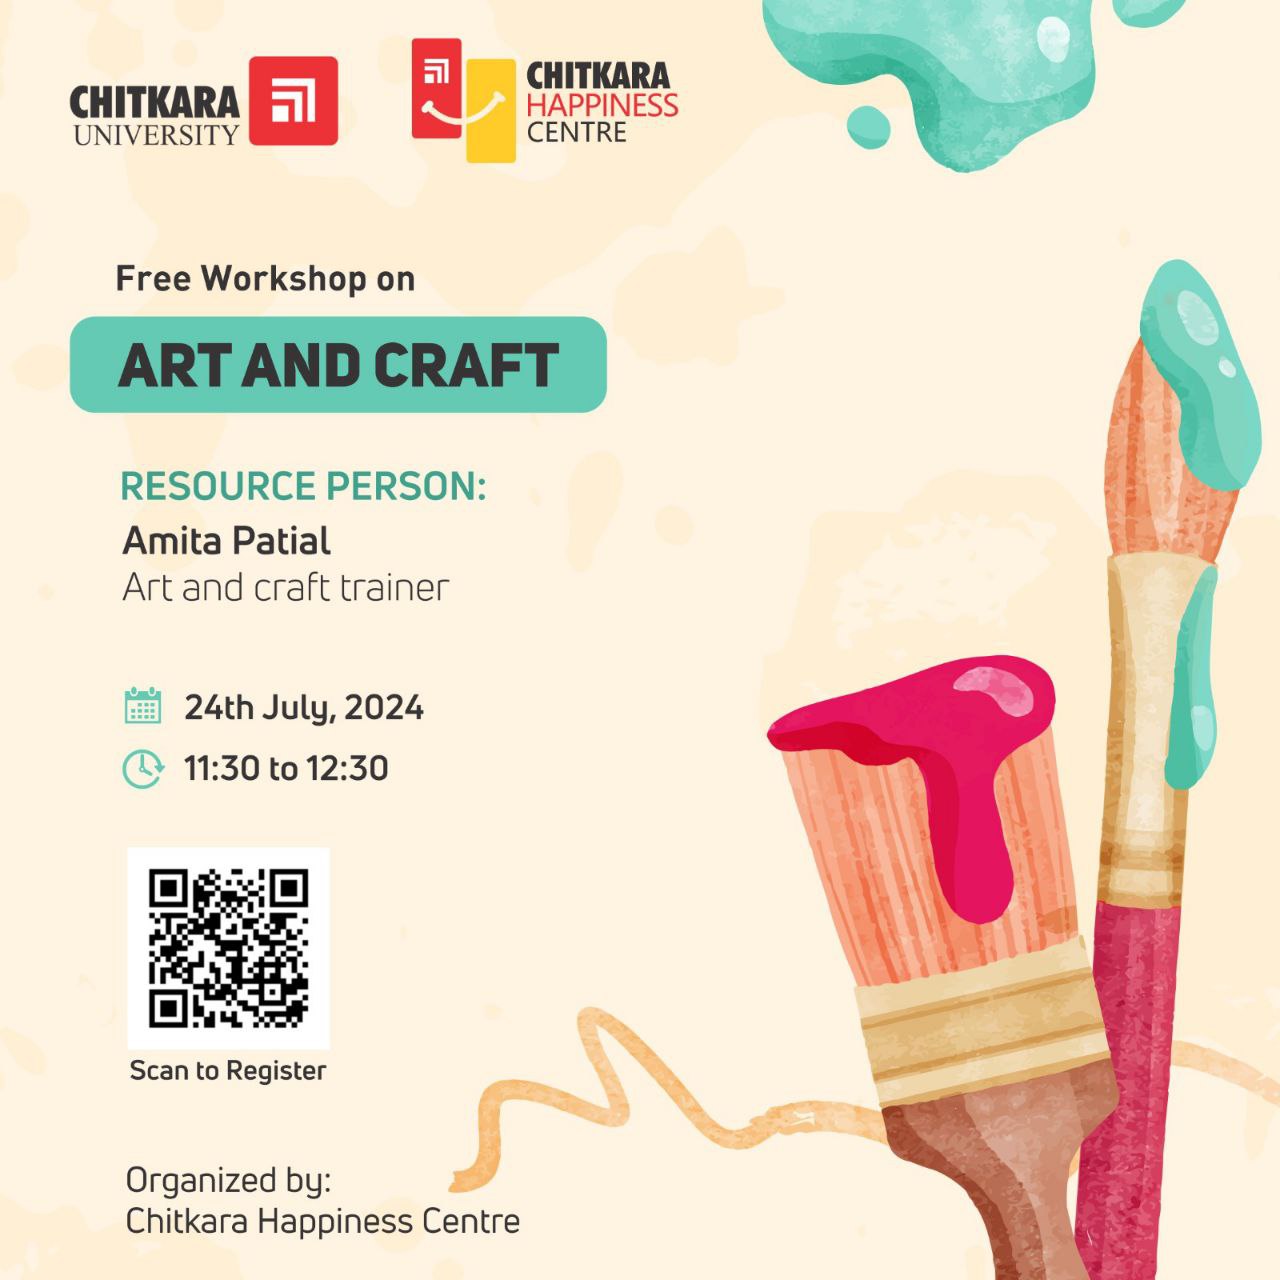 CHITKARA
UNIVERSITY
CHITKARA
HAPPINESS
CENTRE
Free Workshop on
ART AND CRAFT
RESOURCE PERSON:
Amita Patial
Art and craft trainer
24th July, 2024
11:30 to 12:30
Scan to Register
Organized by:
Chitkara Happiness Centre